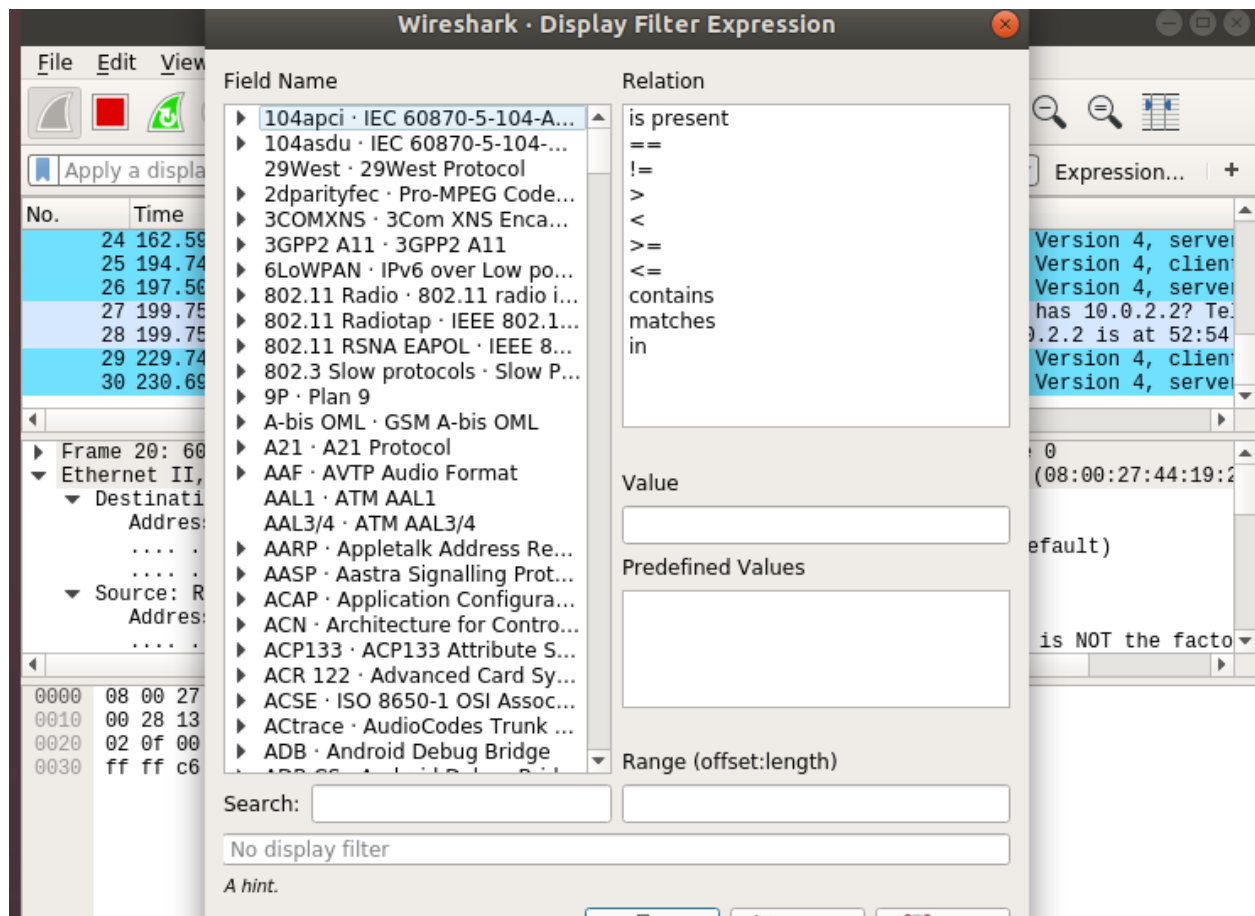 Wireshark · Display Filter Expression
File Edit View
Apply a displa
Expression... +
No. Time
24 162.59
25 194.74
26 197.50
27 199.75
28 199.75
29 229.74
30 230.69
Version 4, server
Version 4, client
Version 4, server
has 10.0.2.2? Tel
0.2.2 is at 52:54
Version 4, client
Version 4, server
Frame 20: 60
Ethernet II,
Destinati
Address
.... .
.... .
Source: R
Address
.... .
0
(08:00:27:44:19:2
efault)
is NOT the facto
0000 08 00 27
0010 00 28 13
0020 02 0f 00
0030 ff ff c6
Field Name
104apci · IEC 60870-5-104-A...
104asdu · IEC 60870-5-104-...
29West · 29West Protocol
2dparityfec · Pro-MPEG Code...
3COMXNS · 3Com XNS Enca...
3GPP2 A11 · 3GPP2 A11
6LoWPAN · IPv6 over Low po...
802.11 Radio · 802.11 radio i...
802.11 Radiotap · IEEE 802.1...
802.11 RSNA EAPOL · IEEE 8...
802.3 Slow protocols · Slow P...
9P · Plan 9
A-bis OML · GSM A-bis OML
A21 · A21 Protocol
AAF · AVTP Audio Format
AAL1 · ATM AAL1
AAL3/4 · ATM AAL3/4
AARP · Appletalk Address Re...
AASP · Aastra Signalling Prot...
ACAP · Application Configura...
ACN · Architecture for Contro...
ACP133 · ACP133 Attribute S...
ACR 122 · Advanced Card Sy...
ACSE · ISO 8650-1 OSI Assoc...
ACtrace · AudioCodes Trunk ...
ADB · Android Debug Bridge
Search:
No display filter
A hint.
Relation
is present
==
!=
>
<
>=
<=
contains
matches
in
Value
Predefined Values
Range (offset:length)